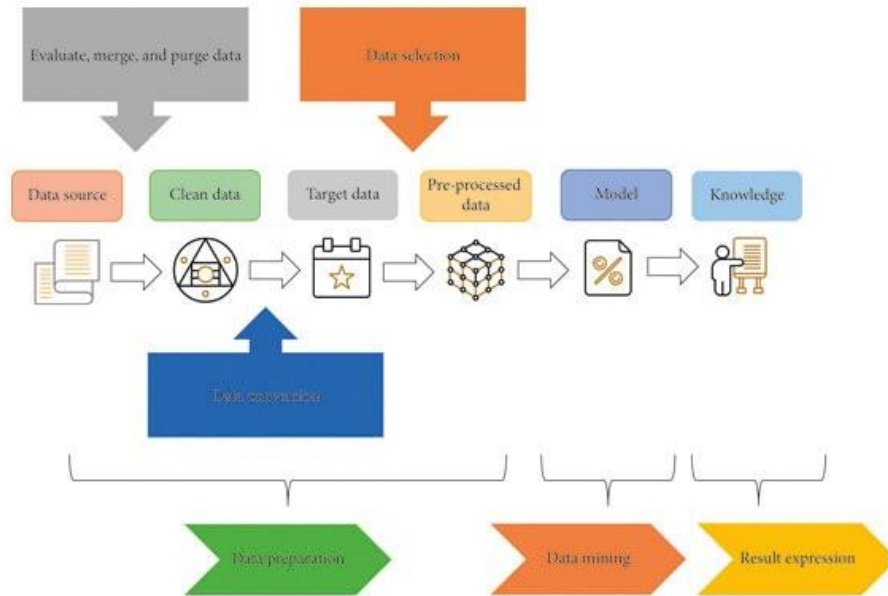 Evaluate, merge, and purge data
Data selection
Data source
Clean data
Target data
Pre-processed
data
Model
Knowledge
Data
Data preparation
Data mining
Result expression